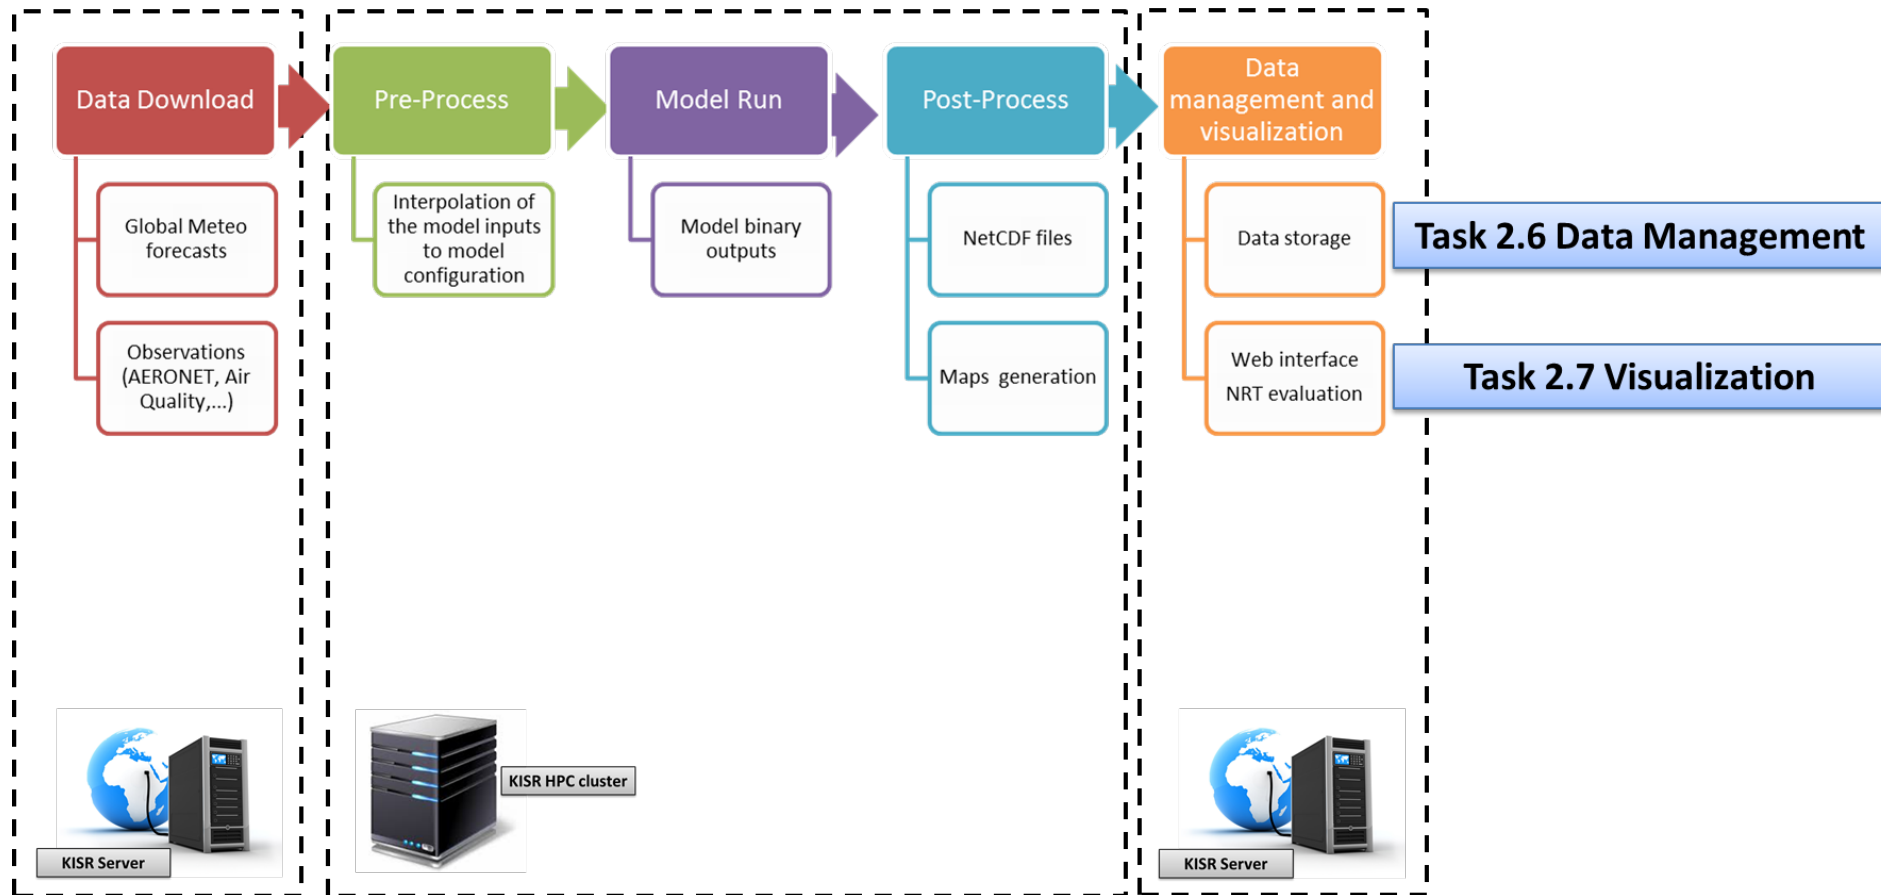 Data Download
Pre-Process
Model Run
Post-Process
Data
management and
visualization
Global Meteo
forecasts
Interpolation of
the model inputs
to model
configuration
Model binary
outputs
NetCDF files
Data storage
Task 2.6 Data Management
Observations
(AERONET, Air
Quality,...)
Maps generation
Web interface
NRT evaluation
Task 2.7 Visualization
KISR Server
KISR HPC cluster
KISR Server